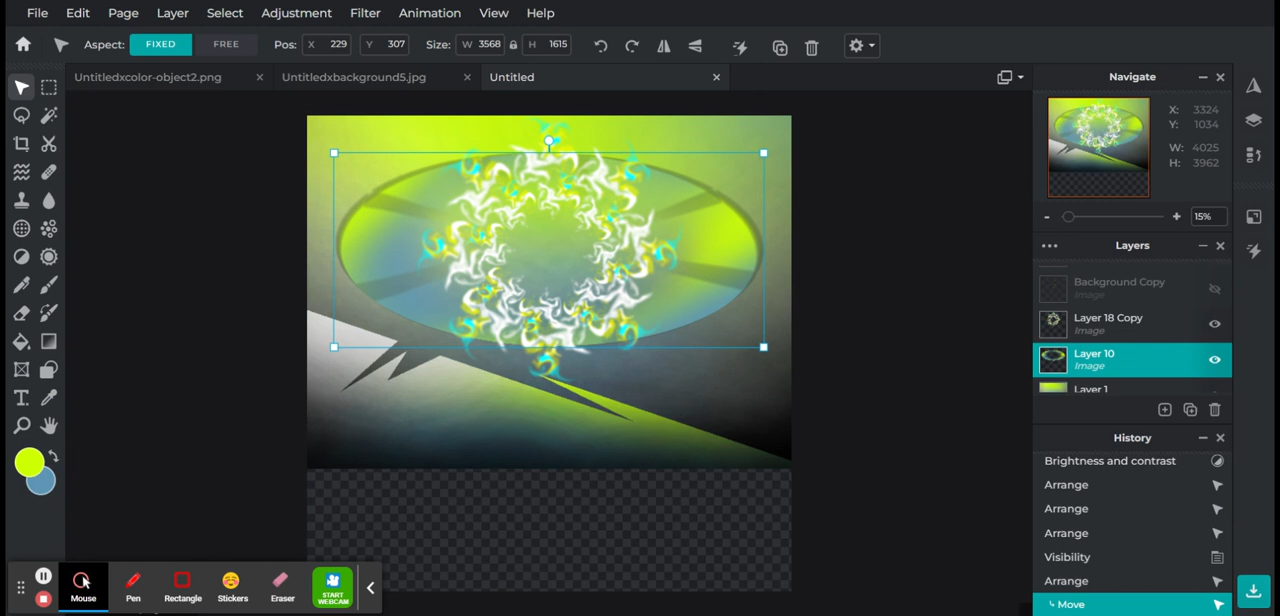 File Edit Page Layer Select Adjustment Filter Animation View Help
Aspect: FIXED FREE Pos: X 229 Y 307 Size: W 3568 H 1615
Untitledxcolor-object2.png Untitledxbackground5.jpg Untitled
Navigate
X: 3324
Y: 1034
W: 4025
H: 3962
- + 15%
Layers
Background Copy
Image
Layer 18 Copy
Image
Layer 10
Image
Layer 1
History
Brightness and contrast
Arrange
Arrange
Arrange
Visibility
Arrange
Move
Mouse Pen Rectangle Stickers Eraser START
WEBCAM